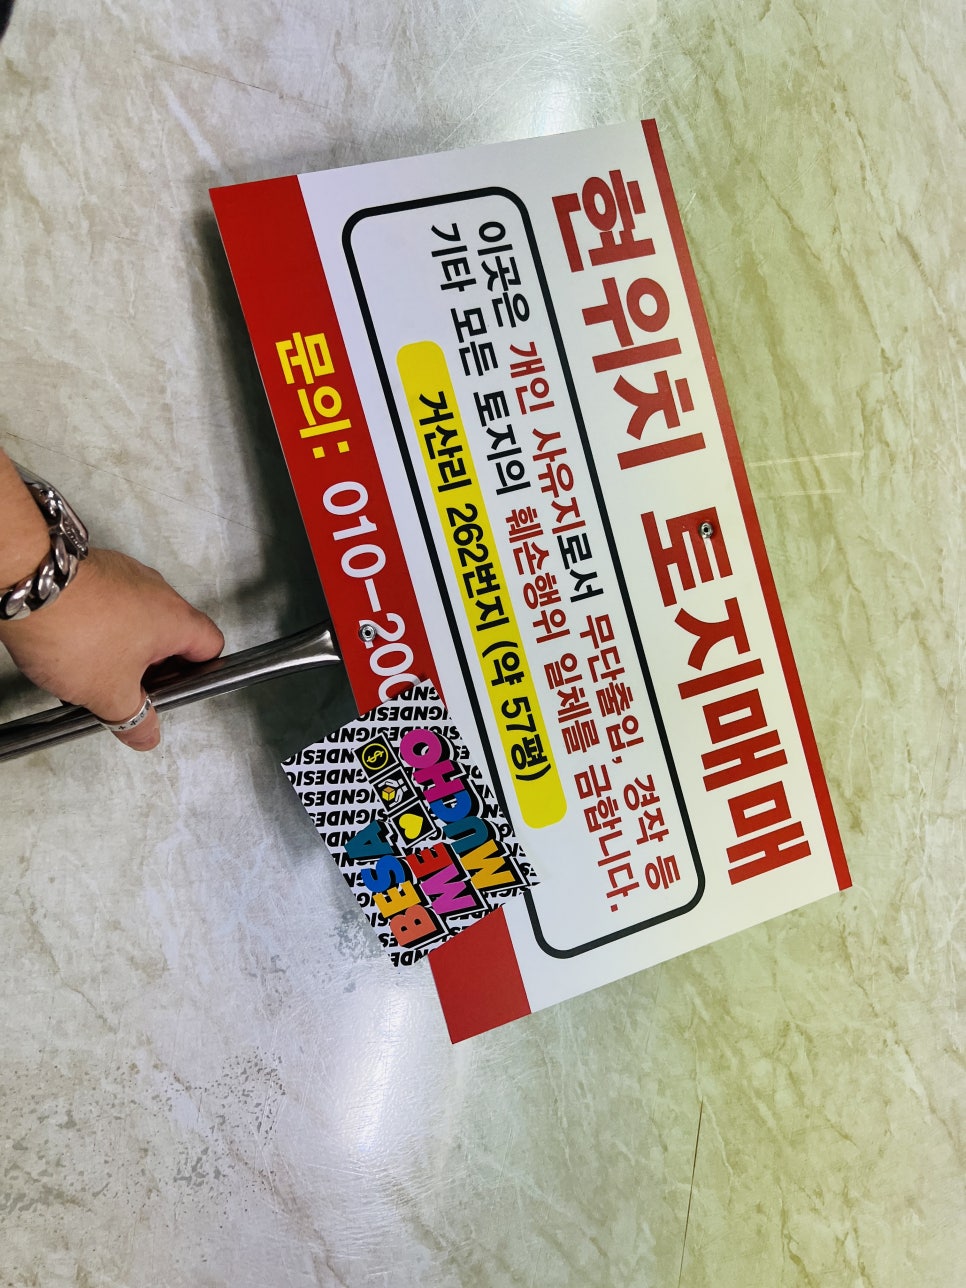 현위치 토지매매
이곳은 개인 사유지로서 무단출입, 경작 등
기타 모든 토지의 훼손행위 일체를 금합니다.
거산리 262번지 (약 57평)
문의: 010-200
BESA
ME
MUCHO
SIGNDESIGN